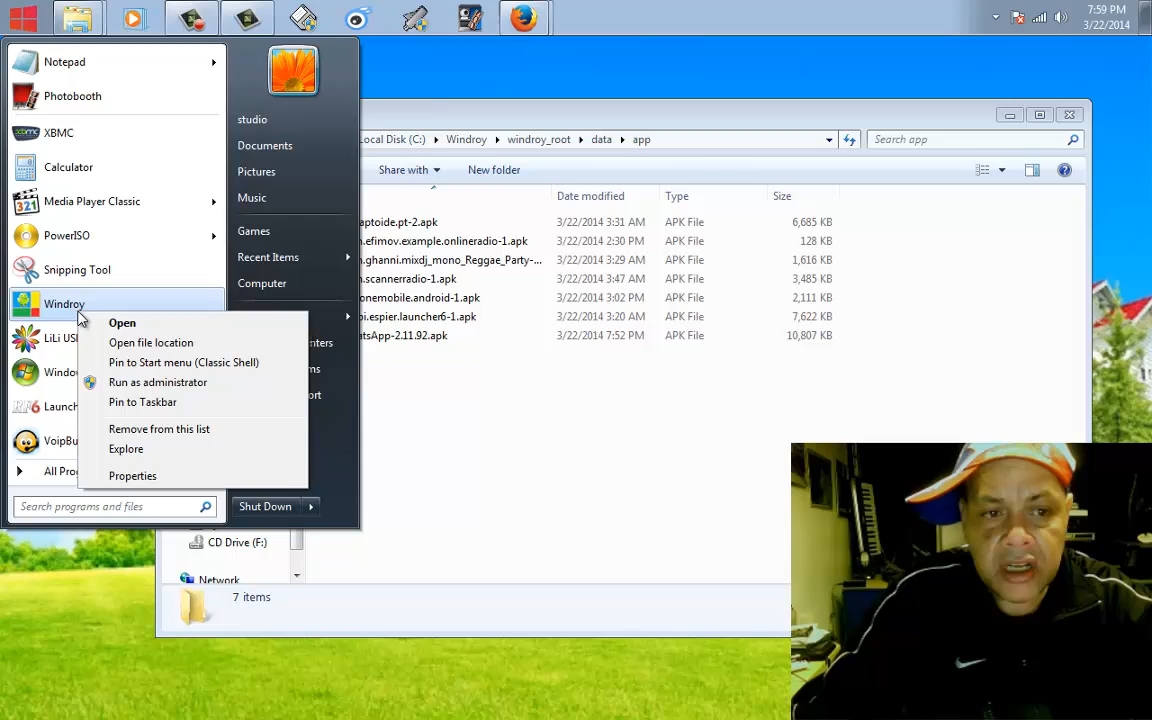 7:59 PM
3/22/2014
Notepad
Photobooth
XBMC
Calculator
Media Player Classic
PowerISO
Snipping Tool
Windroy
LiLi US
Windo
Launch
VoipBu
All Pro
Search programs and files
studio
Documents
Pictures
Music
Games
Recent Items
Computer
nters
ms
ort
Shut Down
Open
Open file location
Pin to Start menu (Classic Shell)
Run as administrator
Pin to Taskbar
Remove from this list
Explore
Properties
Local Disk (C:) Windroy windroy_root data app
Search app
Share with New folder
Date modified Type Size
aptoide.pt-2.apk 3/22/2014 3:31 AM APK File 6,685 KB
n.efimov.example.onlineradio-1.apk 3/22/2014 2:30 PM APK File 128 KB
n.ghanni.mixdj_mono_Reggae_Party-... 3/22/2014 3:29 AM APK File 1,616 KB
n.scannerradio-1.apk 3/22/2014 3:47 AM APK File 3,485 KB
onemobile.android-1.apk 3/22/2014 3:02 PM APK File 2,111 KB
bi.espier.launcher6-1.apk 3/22/2014 3:20 AM APK File 7,622 KB
atsApp-2.11.92.apk 3/22/2014 7:52 PM APK File 10,807 KB
CD Drive (F:)
Network
7 items